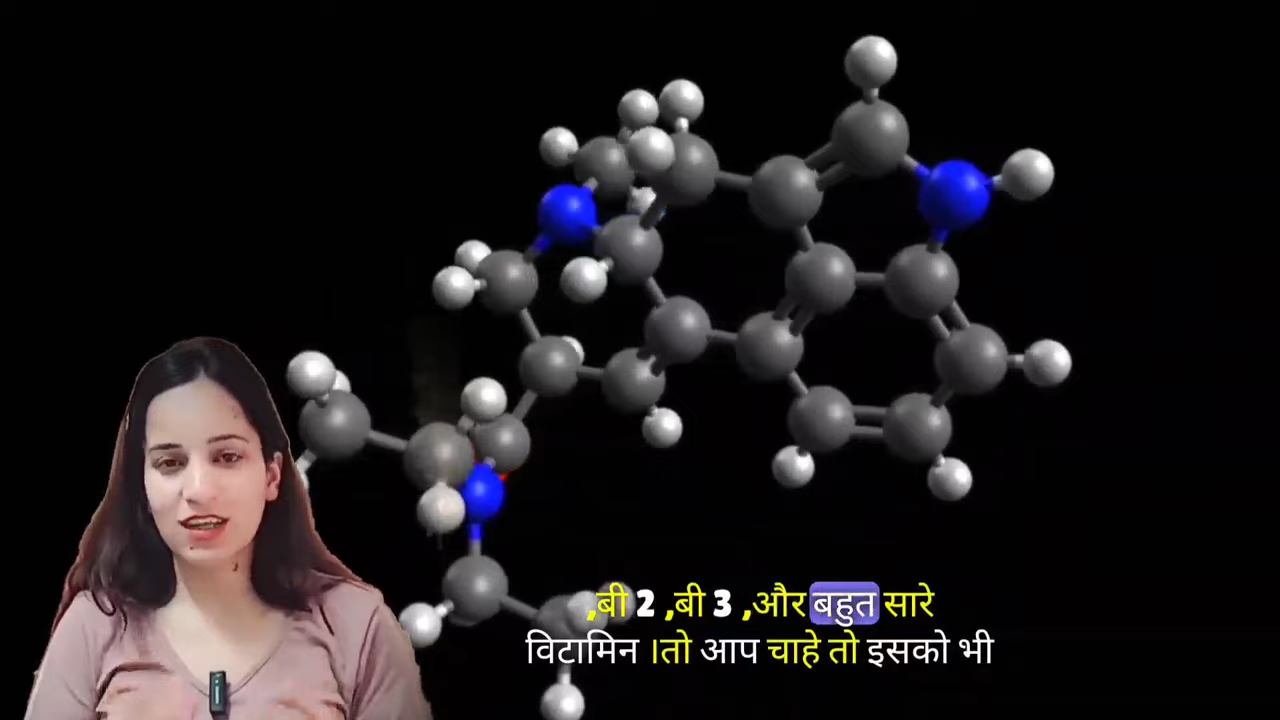 ,बी 2 ,बी 3 ,और बहुत सारे
विटामिन ।तो आप चाहे तो इसको भी